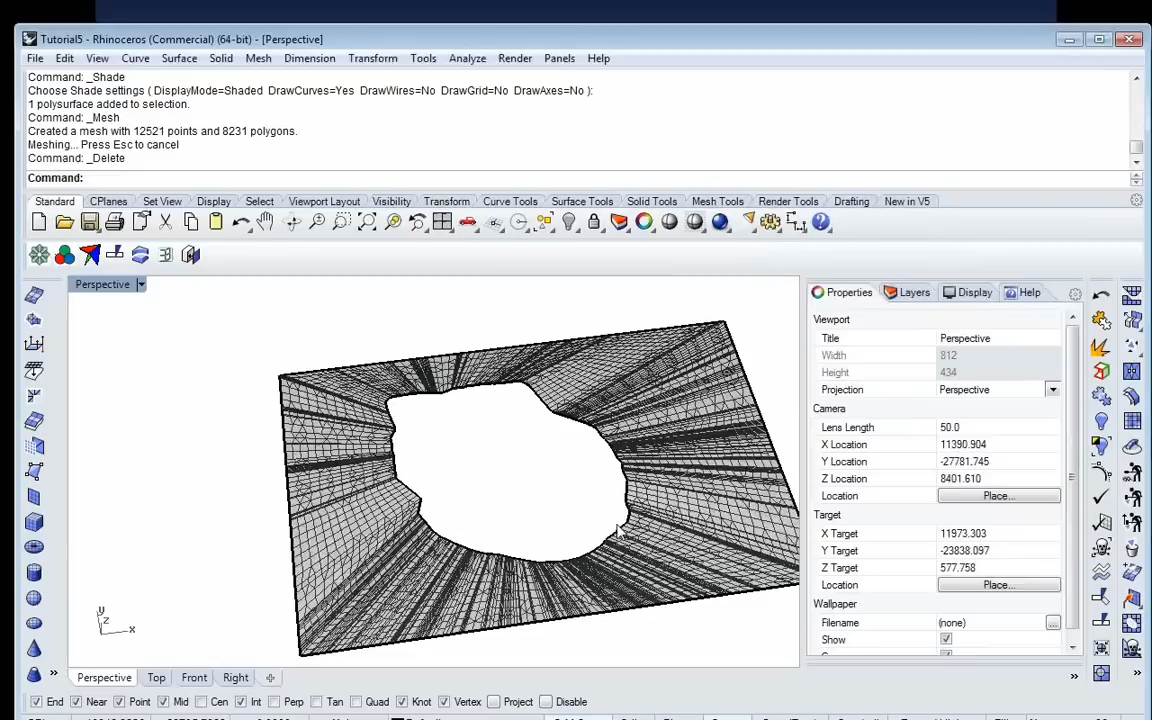 Tutorial5 - Rhinoceros (Commercial) (64-bit) - [Perspective]
File Edit View Curve Surface Solid Mesh Dimension Transform Tools Analyze Render Panels Help
Command: _Shade
Choose Shade settings ( DisplayMode=Shaded DrawCurves=Yes DrawWires=No DrawGrid=No DrawAxes=No ):
1 polysurface added to selection.
Command: _Mesh
Created a mesh with 12521 points and 8231 polygons.
Meshing... Press Esc to cancel
Command: _Delete
Command:
Standard CPlanes Set View Display Select Viewport Layout Visibility Transform Curve Tools Surface Tools Solid Tools Mesh Tools Render Tools Drafting New in V5
Perspective
Properties Layers Display Help
Viewport
Title Perspective
Width 812
Height 434
Projection Perspective
Camera
Lens Length 50.0
X Location 11390.904
Y Location -27781.745
Z Location 8401.610
Location Place...
Target
X Target 11973.303
Y Target -23838.097
Z Target 577.758
Location Place...
Wallpaper
Filename (none) ...
Show
y
z
x
Perspective Top Front Right
End Near Point Mid Cen Int Perp Tan Quad Knot Vertex Project Disable